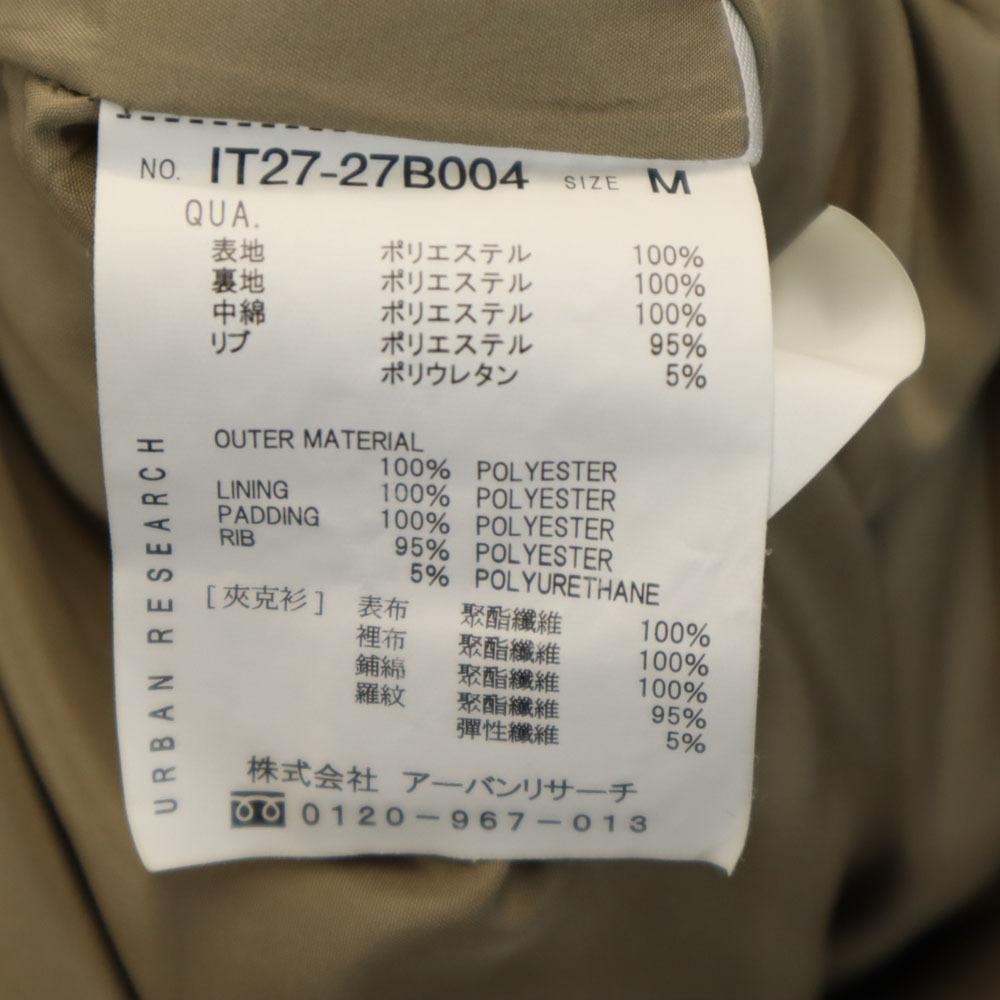 NO. IT27-27B004 SIZE M
QUA.
表地 ポリエステル 100%
裏地 ポリエステル 100%
中綿 ポリエステル 100%
リブ ポリエステル 95%
ポリウレタン 5%
OUTER MATERIAL
100% POLYESTER
LINING 100% POLYESTER
PADDING 100% POLYESTER
RIB 95% POLYESTER
5% POLYURETHANE
[夾克衫] 表布 聚酯纖維 100%
裡布 聚酯纖維 100%
鋪綿 聚酯纖維 100%
羅紋 聚酯纖維 95%
彈性纖維 5%
URBAN RESEARCH
株式会社 アーバンリサーチ
0120-967-013